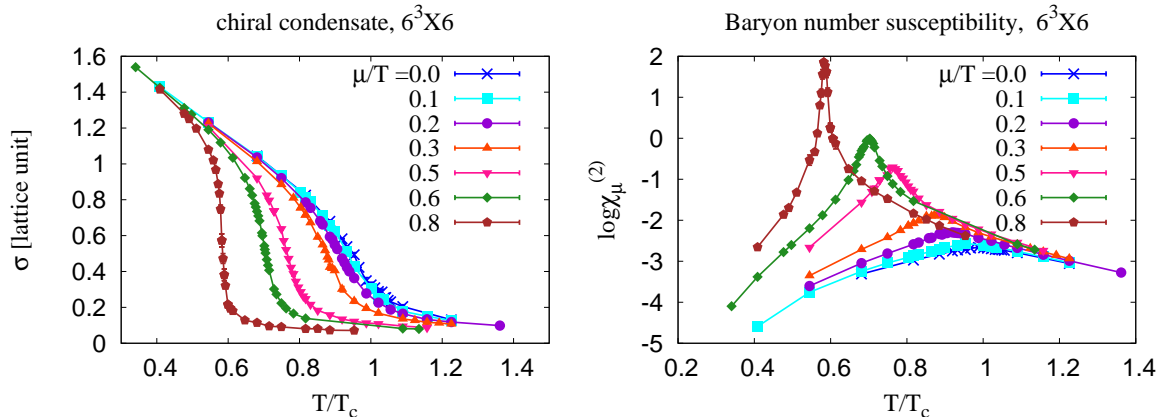 chiral condensate, 6³X6
1.6
1.4
1.2
1
0.8
0.6
0.4
0.2
0
σ [lattice unit]
μ/T =0.0
0.1
0.2
0.3
0.5
0.6
0.8
0.4 0.6 0.8 1 1.2 1.4
T/T_c
Baryon number susceptibility, 6³X6
2
1
0
-1
-2
-3
-4
-5
logχ_μ^(2)
μ/T =0.0
0.1
0.2
0.3
0.5
0.6
0.8
0.2 0.4 0.6 0.8 1 1.2 1.4
T/T_c